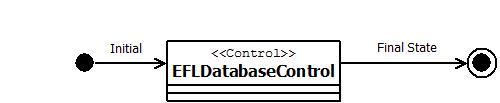 Initial
<<Control>>
EFLDatabaseControl
Final State